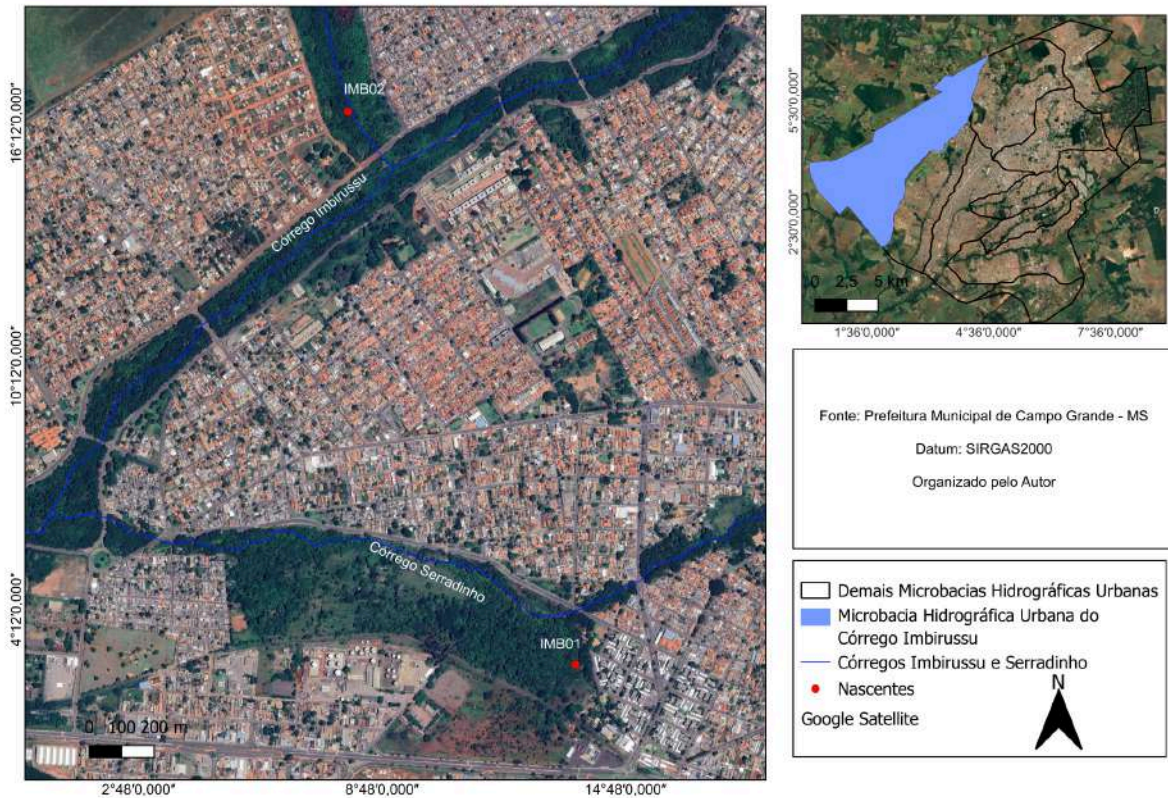 IMB02
Córrego Imbirussu
Córrego Serradinho
IMB01
0 100 200 m
16°12'0,000"
10°12'0,000"
4°12'0,000"
2°48'0,000"
8°48'0,000"
14°48'0,000"
5°30'0,000"
2°30'0,000"
0 2,5 5 km
1°36'0,000"
4°36'0,000"
7°36'0,000"
Fonte: Prefeitura Municipal de Campo Grande - MS
Datum: SIRGAS2000
Organizado pelo Autor
Demais Microbacias Hidrográficas Urbanas
Microbacia Hidrográfica Urbana do
Córrego Imbirussu
Córregos Imbirussu e Serradinho
Nascentes
Google Satellite
N